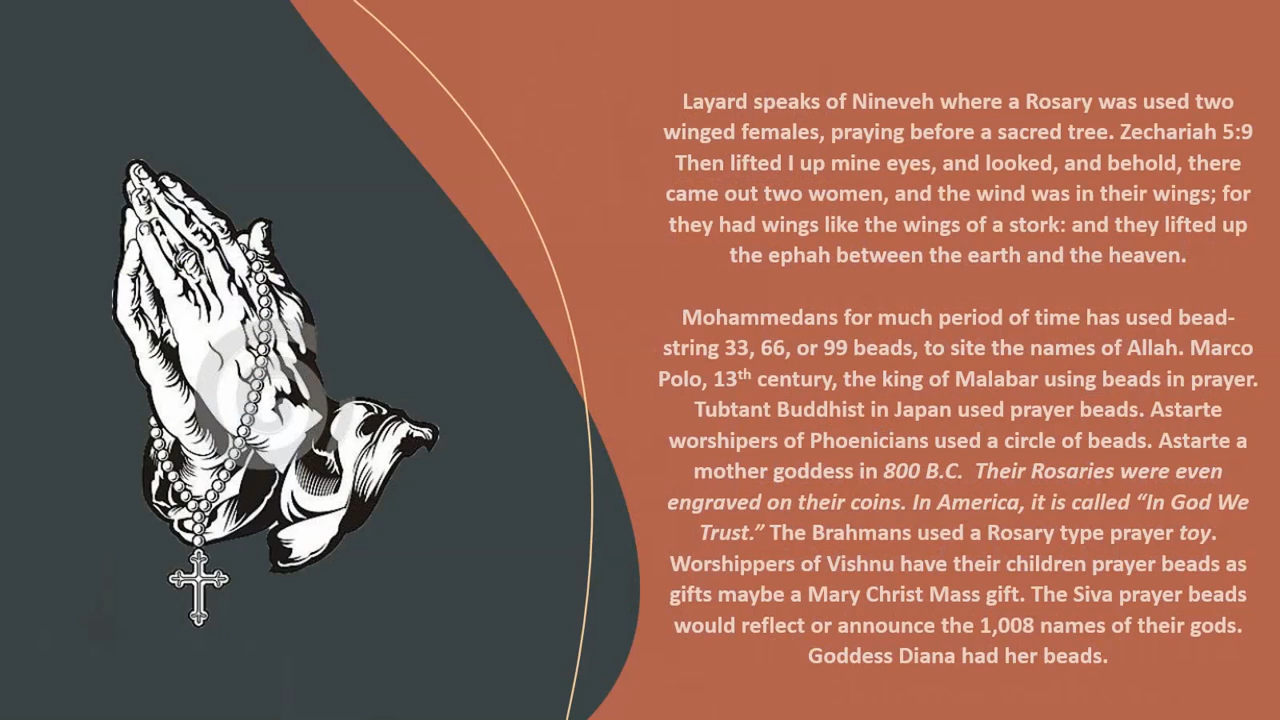 Layard speaks of Nineveh where a Rosary was used two
winged females, praying before a sacred tree. Zechariah 5:9
Then lifted I up mine eyes, and looked, and behold, there
came out two women, and the wind was in their wings; for
they had wings like the wings of a stork: and they lifted up
the ephah between the earth and the heaven.
Mohammedans for much period of time has used bead-
string 33, 66, or 99 beads, to site the names of Allah. Marco
Polo, 13th century, the king of Malabar using beads in prayer.
Tubtant Buddhist in Japan used prayer beads. Astarte
worshipers of Phoenicians used a circle of beads. Astarte a
mother goddess in 800 B.C.  Their Rosaries were even
engraved on their coins. In America, it is called “In God We
Trust.” The Brahmans used a Rosary type prayer toy.
Worshippers of Vishnu have their children prayer beads as
gifts maybe a Mary Christ Mass gift. The Siva prayer beads
would reflect or announce the 1,008 names of their gods.
Goddess Diana had her beads.